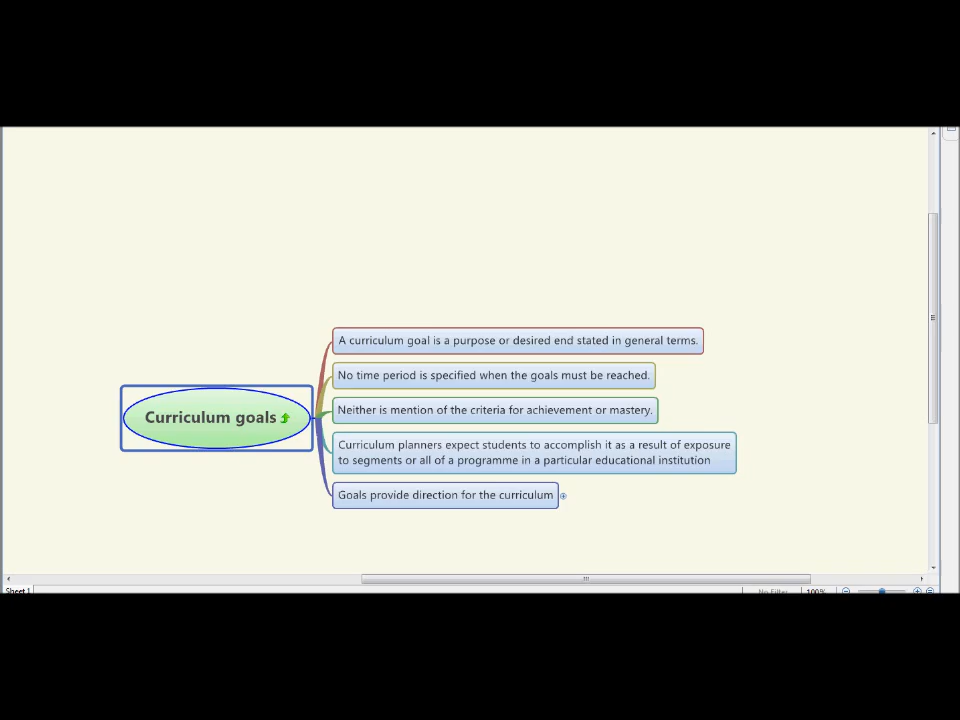 A curriculum goal is a purpose or desired end stated in general terms.
No time period is specified when the goals must be reached.
Curriculum goals
Neither is mention of the criteria for achievement or mastery.
Curriculum planners expect students to accomplish it as a result of exposure
to segments or all of a programme in a particular educational institution
Goals provide direction for the curriculum
Sheet 1
No Filter
100%